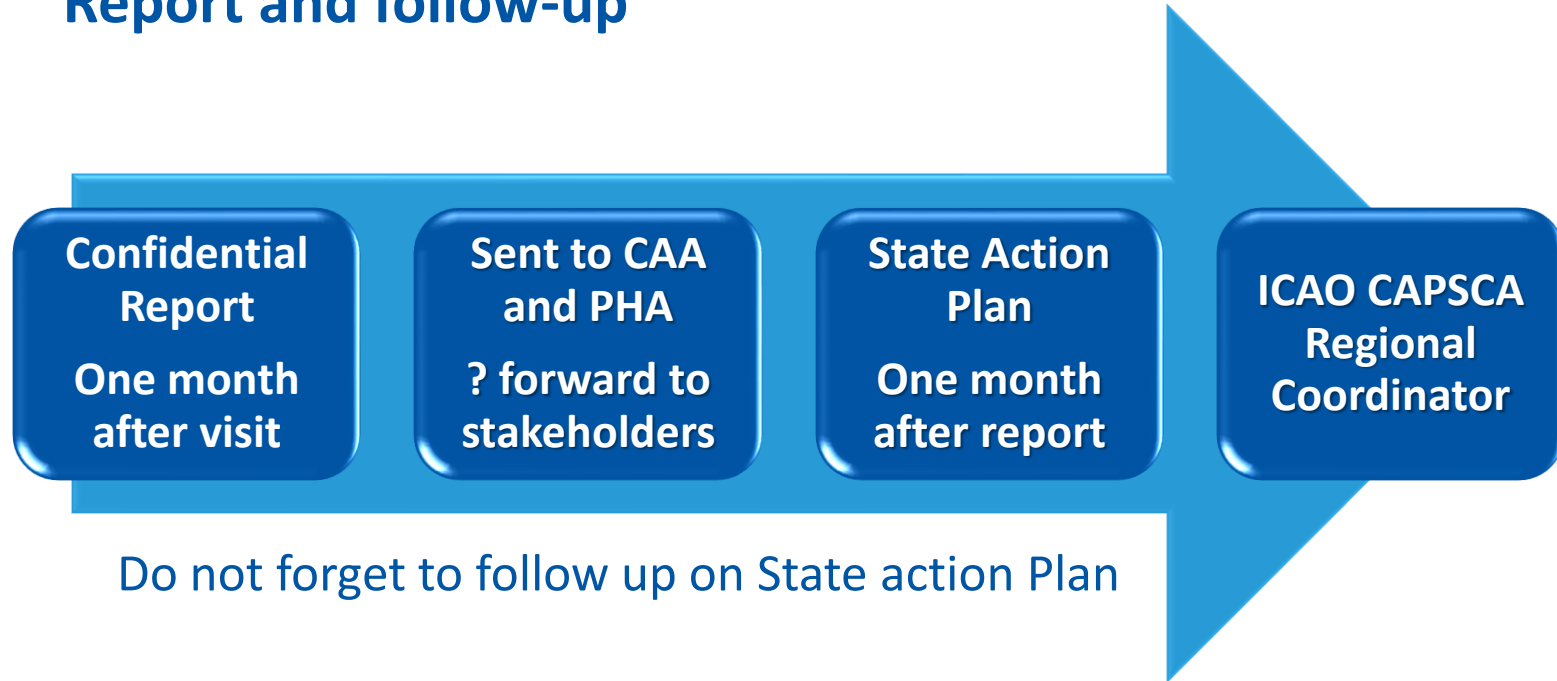 Report and follow-up
Confidential
Report
One month
after visit
Sent to CAA
and PHA
? forward to
stakeholders
State Action
Plan
One month
after report
ICAO CAPSCA
Regional
Coordinator
Do not forget to follow up on State action Plan